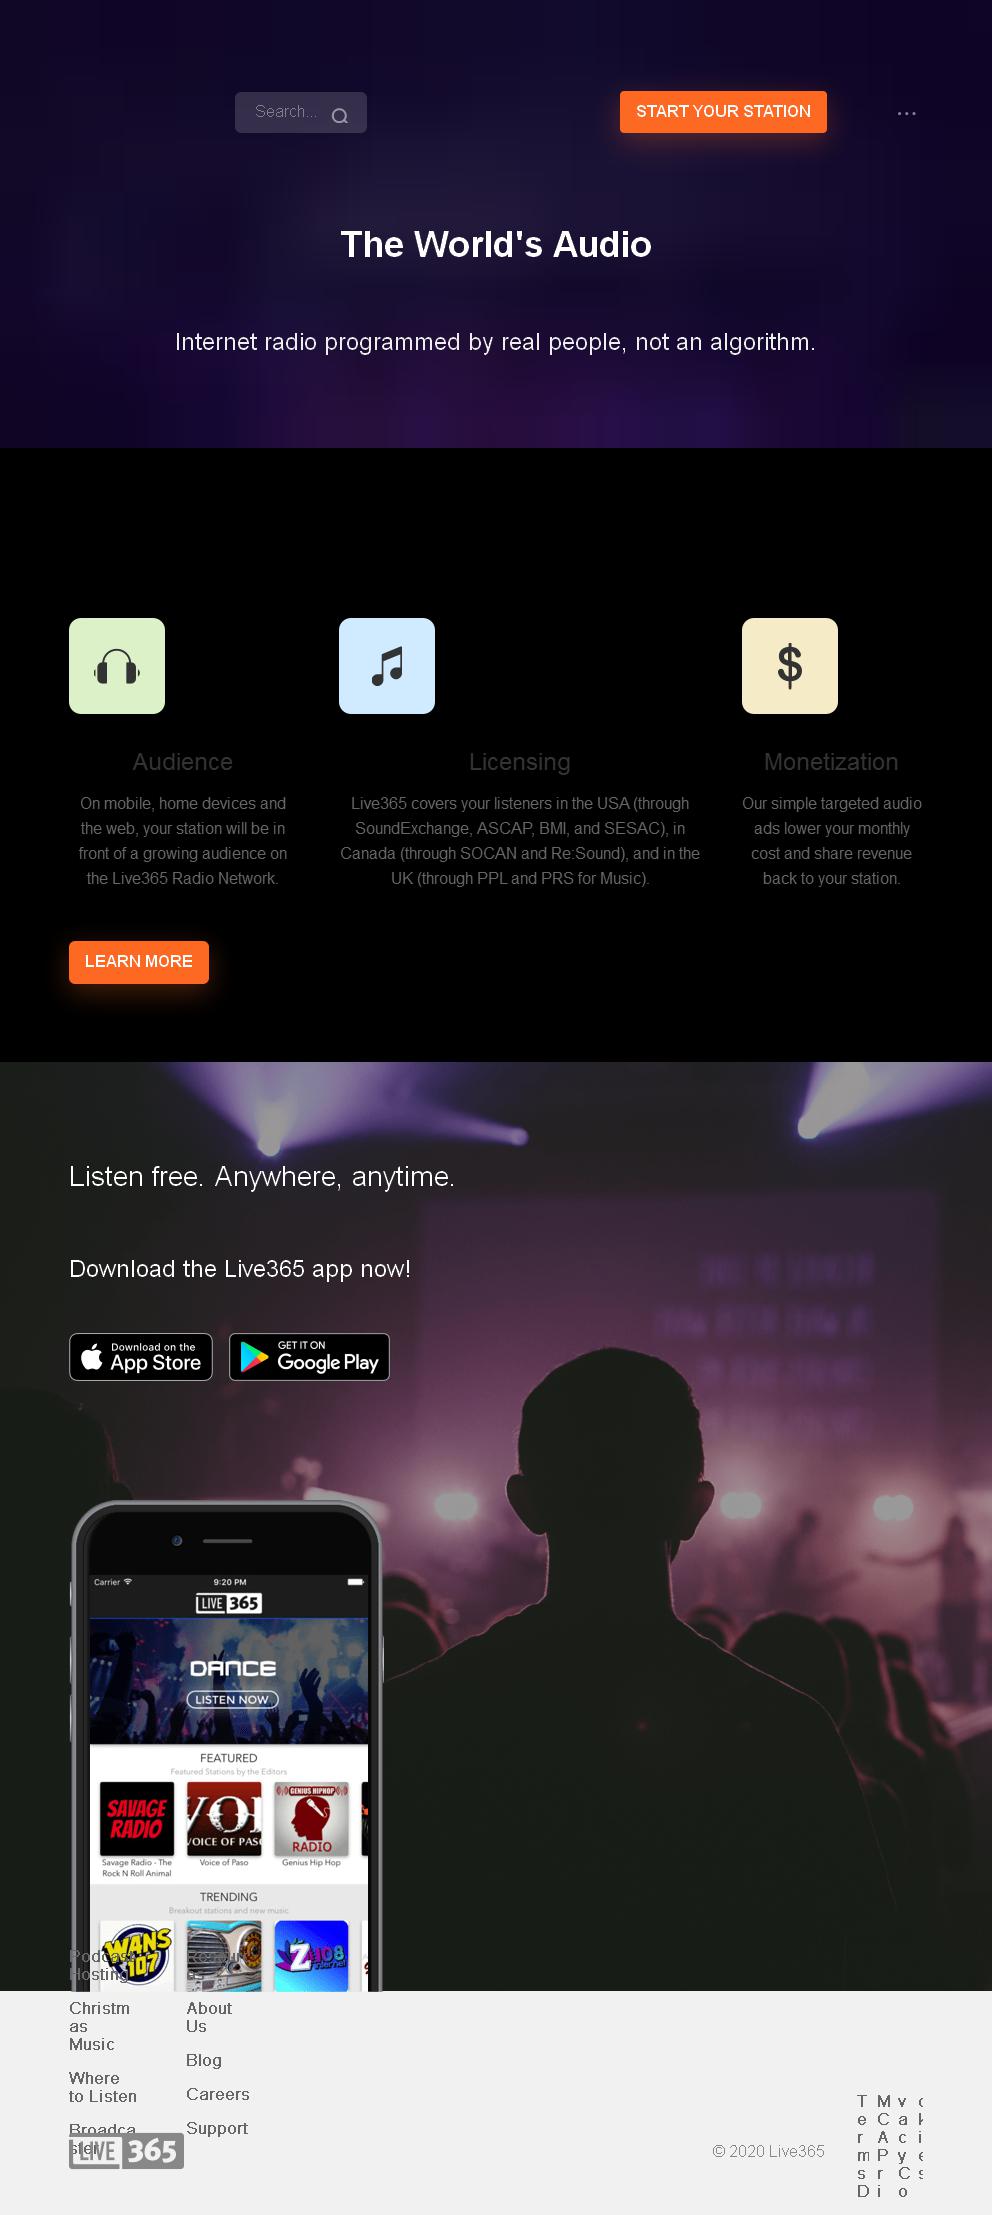 Search...
START YOUR STATION
...
The World's Audio
Internet radio programmed by real people, not an algorithm.
Audience
On mobile, home devices and
the web, your station will be in
front of a growing audience on
the Live365 Radio Network.
Licensing
Live365 covers your listeners in the USA (through
SoundExchange, ASCAP, BMI, and SESAC), in
Canada (through SOCAN and Re:Sound), and in the
UK (through PPL and PRS for Music).
Monetization
Our simple targeted audio
ads lower your monthly
cost and share revenue
back to your station.
LEARN MORE
Listen free. Anywhere, anytime.
Download the Live365 app now!
Download on the
App Store
GET IT ON
Google Play
Carrier
9:20 PM
LIVE 365
DANCE
LISTEN NOW
FEATURED
Featured Stations by the Editors
SAVAGE
RADIO
VOI
VOICE OF PASO
GENIUS HIPHOP
RADIO
Savage Radio - The
Rock N Roll Animal
Voice of Paso
Genius Hip Hop
TRENDING
Breakout stations and new music
WANS
107
Z108
internet
Podcast
Hosting
Christm
as
Music
Where
to Listen
Broadca
ster
About
Us
Blog
Careers
Support
LIVE 365
© 2020 Live365
T
e
r
m
s
D
M
C
A
P
r
i
v
a
c
y
C
o
k
i
e
s